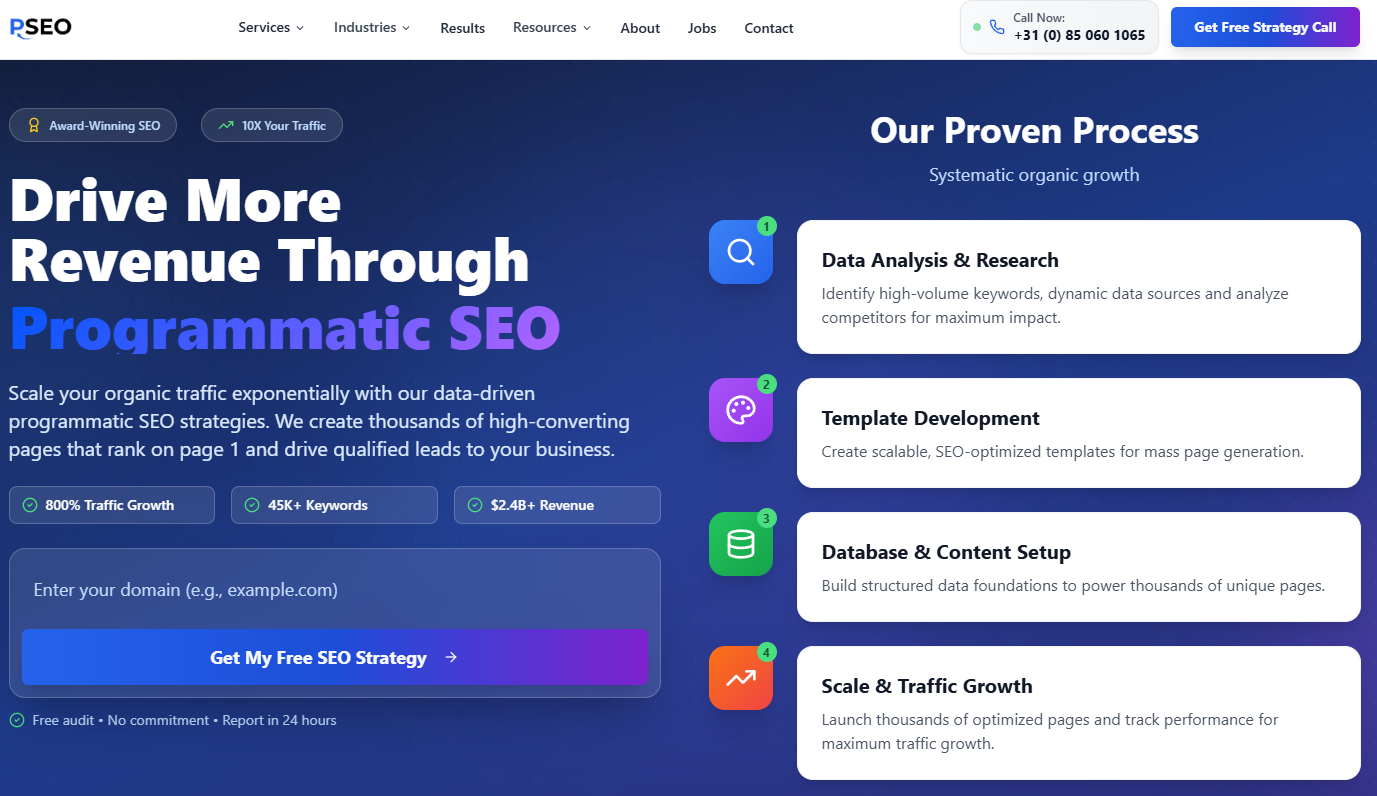 PSEO
Services
Industries
Results
Resources
About
Jobs
Contact
Call Now:
+31 (0) 85 060 1065
Get Free Strategy Call
Award-Winning SEO
10X Your Traffic
Drive More
Revenue Through
Programmatic SEO
Scale your organic traffic exponentially with our data-driven
programmatic SEO strategies. We create thousands of high-converting
pages that rank on page 1 and drive qualified leads to your business.
800% Traffic Growth
45K+ Keywords
$2.4B+ Revenue
Enter your domain (e.g., example.com)
Get My Free SEO Strategy →
Free audit • No commitment • Report in 24 hours
Our Proven Process
Systematic organic growth
1
Data Analysis & Research
Identify high-volume keywords, dynamic data sources and analyze
competitors for maximum impact.
2
Template Development
Create scalable, SEO-optimized templates for mass page generation.
3
Database & Content Setup
Build structured data foundations to power thousands of unique pages.
4
Scale & Traffic Growth
Launch thousands of optimized pages and track performance for
maximum traffic growth.